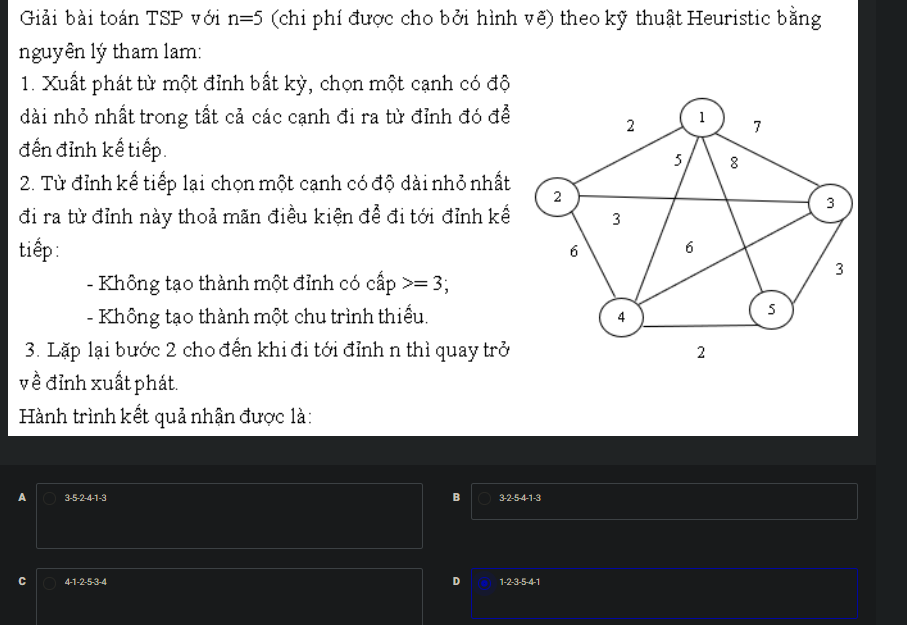 Giải bài toán TSP với n=5 (chi phí được cho bởi hình vẽ) theo kỹ thuật Heuristic bằng
nguyên lý tham lam:
1. Xuất phát từ một đỉnh bất kỳ, chọn một cạnh có độ
dài nhỏ nhất trong tất cả các cạnh đi ra từ đỉnh đó để
đến đỉnh kế tiếp.
2. Từ đỉnh kế tiếp lại chọn một cạnh có độ dài nhỏ nhất
đi ra từ đỉnh này thoả mãn điều kiện để đi tới đỉnh kế
tiếp:
- Không tạo thành một đỉnh có cấp >= 3;
- Không tạo thành một chu trình thiếu.
3. Lặp lại bước 2 cho đến khi đi tới đỉnh n thì quay trở
về đỉnh xuất phát.
Hành trình kết quả nhận được là:
1
2
7
5
8
2
3
3
6
6
3
4
5
2
A 3-5-2-4-1-3
B 3-2-5-4-1-3
C 4-1-2-5-3-4
D 1-2-3-5-4-1